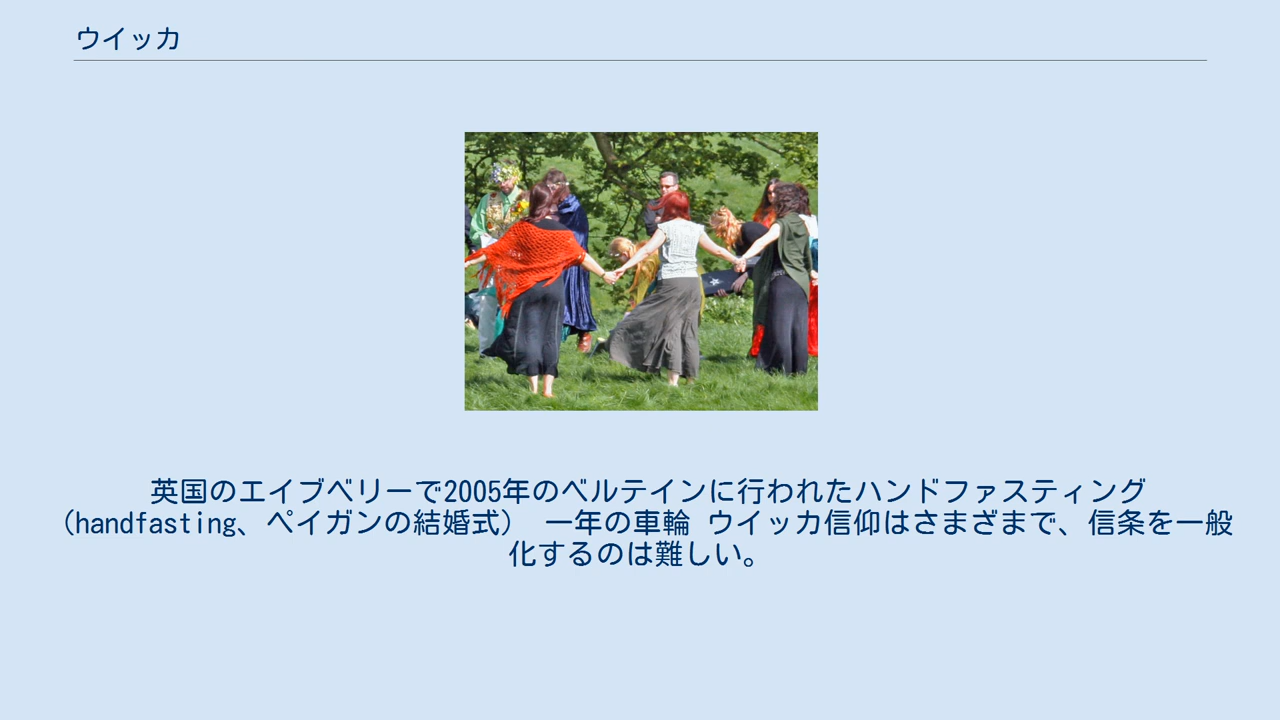 ウイッカ
英国のエイブベリーで2005年のベルテインに行われたハンドファスティング
(handfasting、ペイガンの結婚式) 一年の車輪 ウイッカ信仰はさまざまで、信条を一般
化するのは難しい。